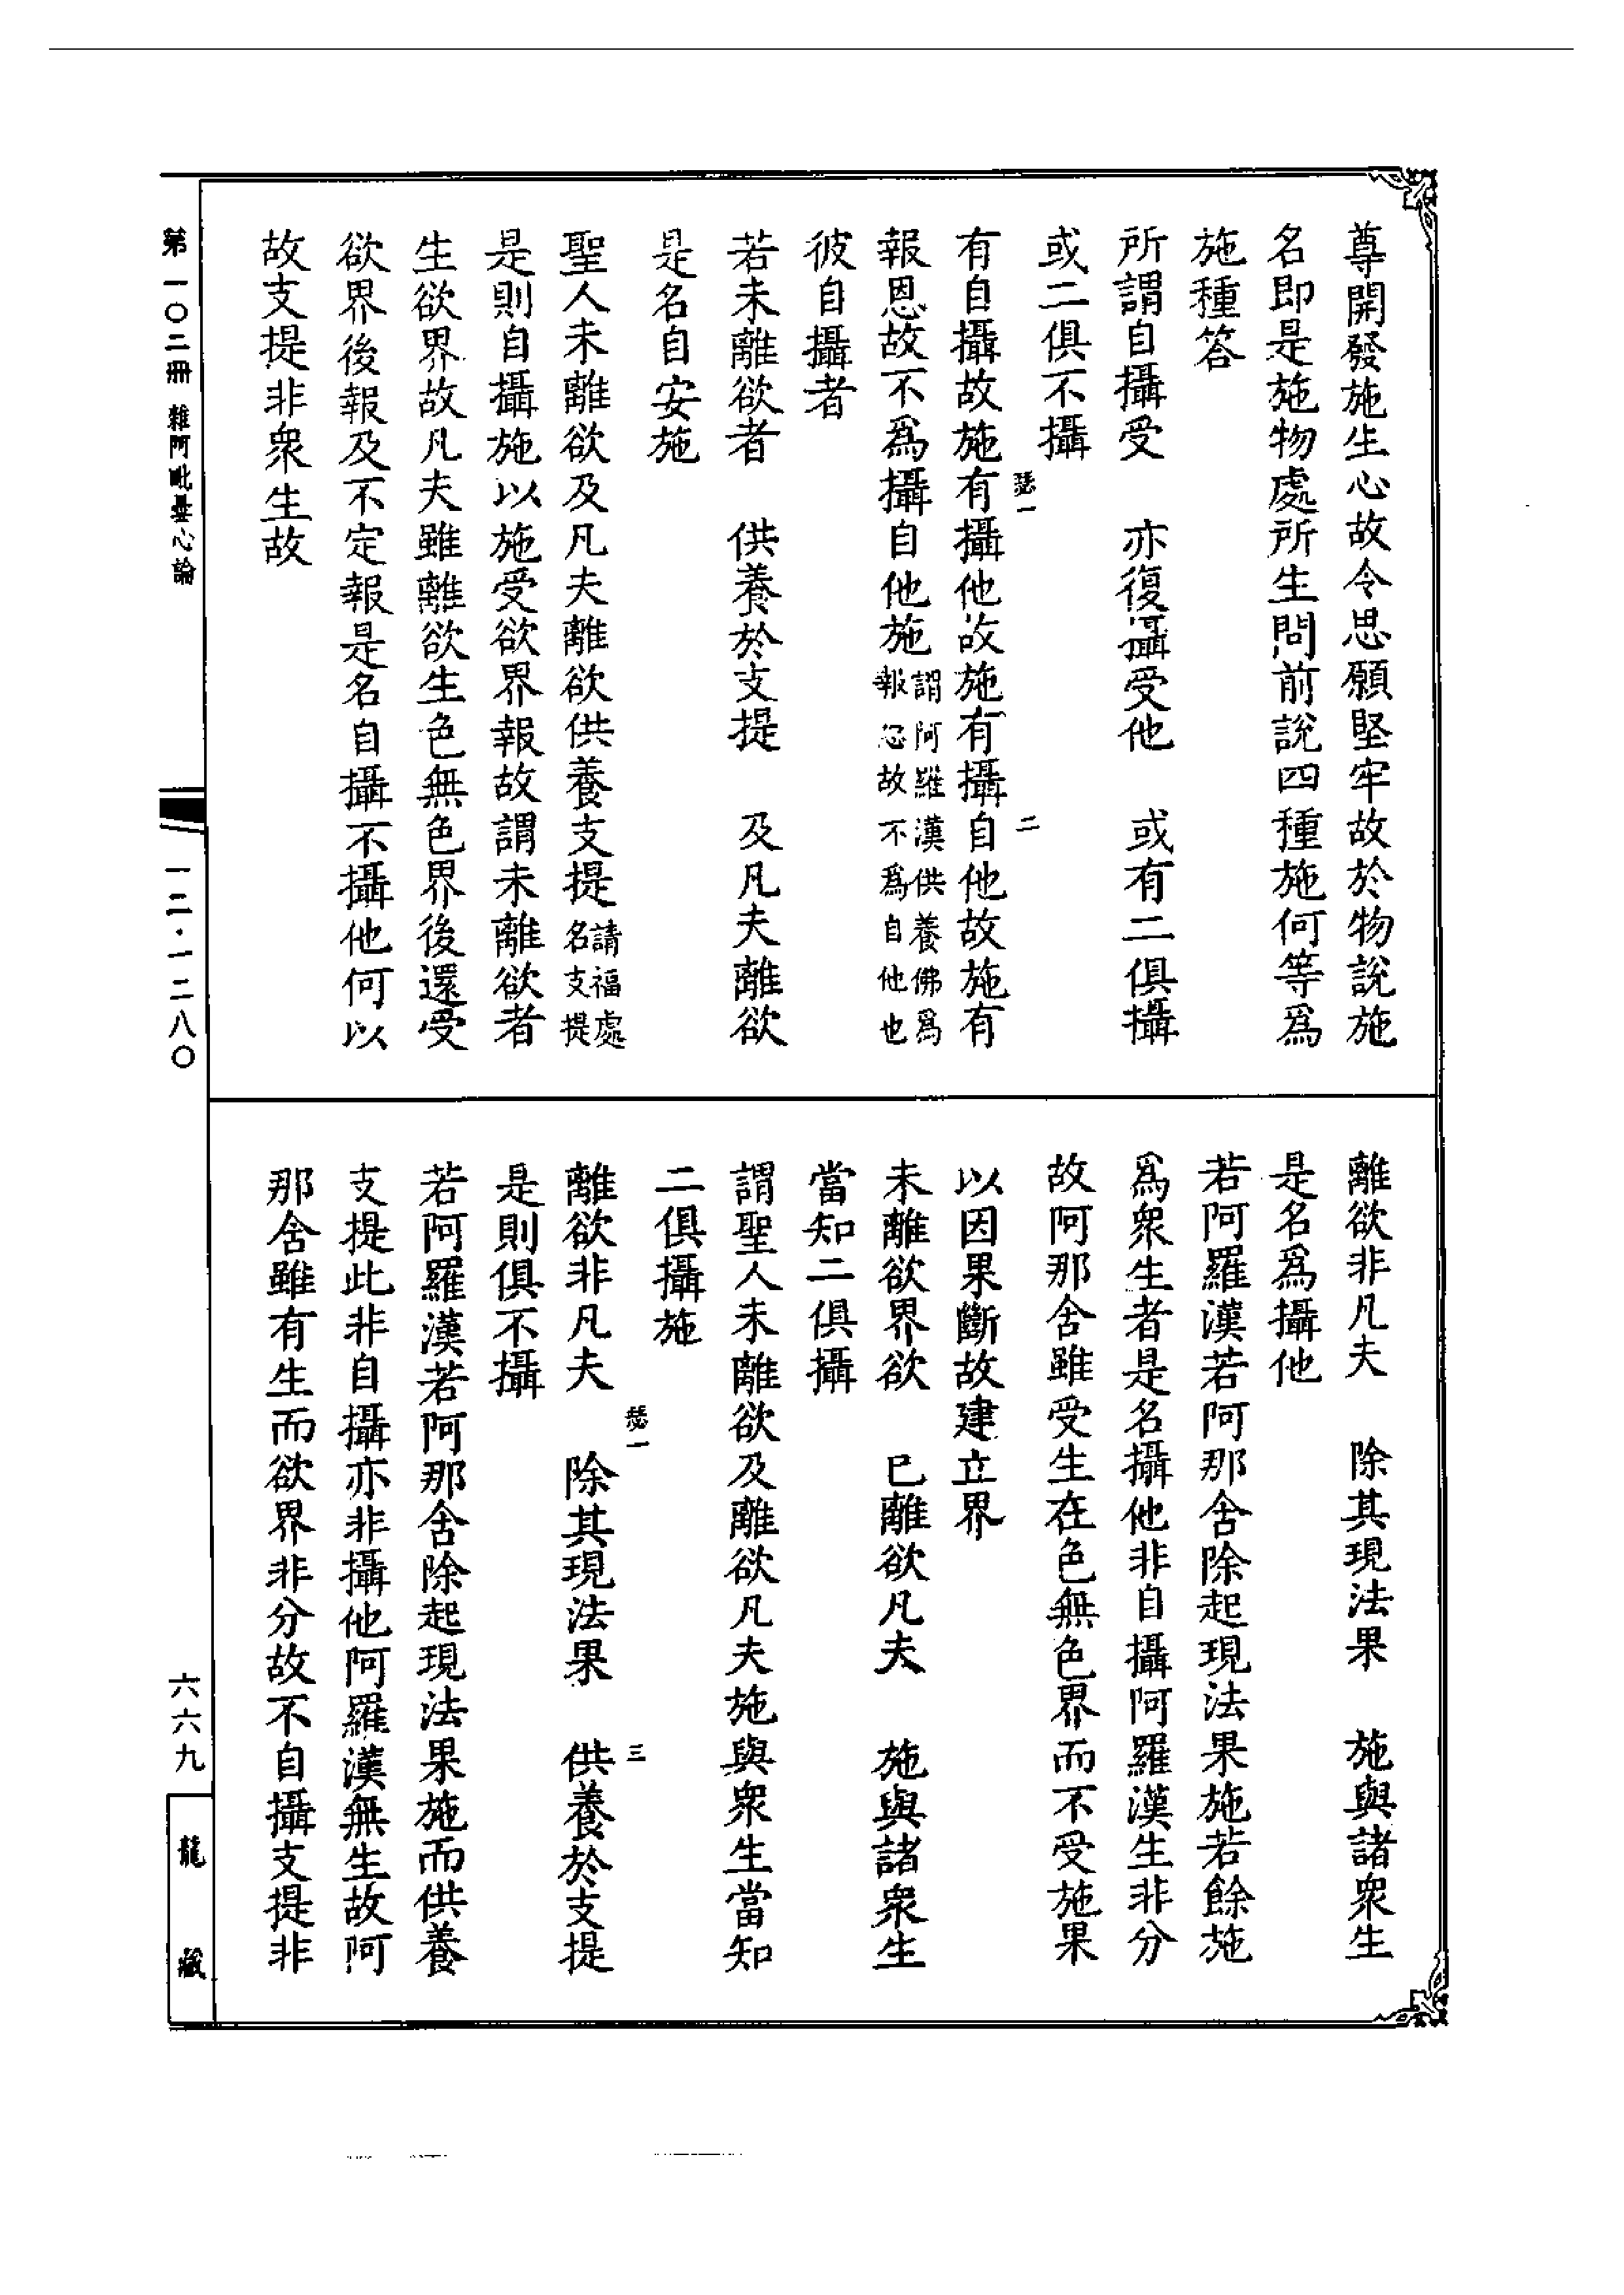 尊開發施生心故令思願堅牢故於物說施
名即是施物處所生問前說四種施何等爲
施種答
所謂自攝受　亦復攝受他　或有二俱攝
或二俱不攝
瑟一　二
有自攝故施有攝他故施有攝自他故施有
報恩故不爲攝自他施謂阿羅漢供養佛爲報恩故不爲自他也
彼自攝者
若未離欲者　供養於支提　及凡夫離欲
是名自安施
聖人未離欲及凡夫離欲供養支提請福處名支提
是則自攝施以施受欲界報故謂未離欲者
生欲界故凡夫雖離欲生色無色界後還受
欲界後報及不定報是名自攝不攝他何以
故支提非衆生故
離欲非凡夫　除其現法果　施與諸衆生
是名爲攝他
若阿羅漢若阿那含除起現法果施若餘施
爲衆生者是名攝他非自攝阿羅漢生非分
故阿那含雖受生在色無色界而不受施果
以因果斷故建立界
未離欲界欲　已離欲凡夫　施與諸衆生
當知二俱攝
謂聖人未離欲及離欲凡夫施與衆生當知
二俱攝施
瑟一　三
離欲非凡夫　除其現法果　供養於支提
是則俱不攝
若阿羅漢若阿那含除起現法果施而供養
支提此非自攝亦非攝他阿羅漢無生故阿
那含雖有生而欲界非分故不自攝支提非
第一〇二冊　雜阿毗曇心論
一二·一二八〇
六六九
龍藏